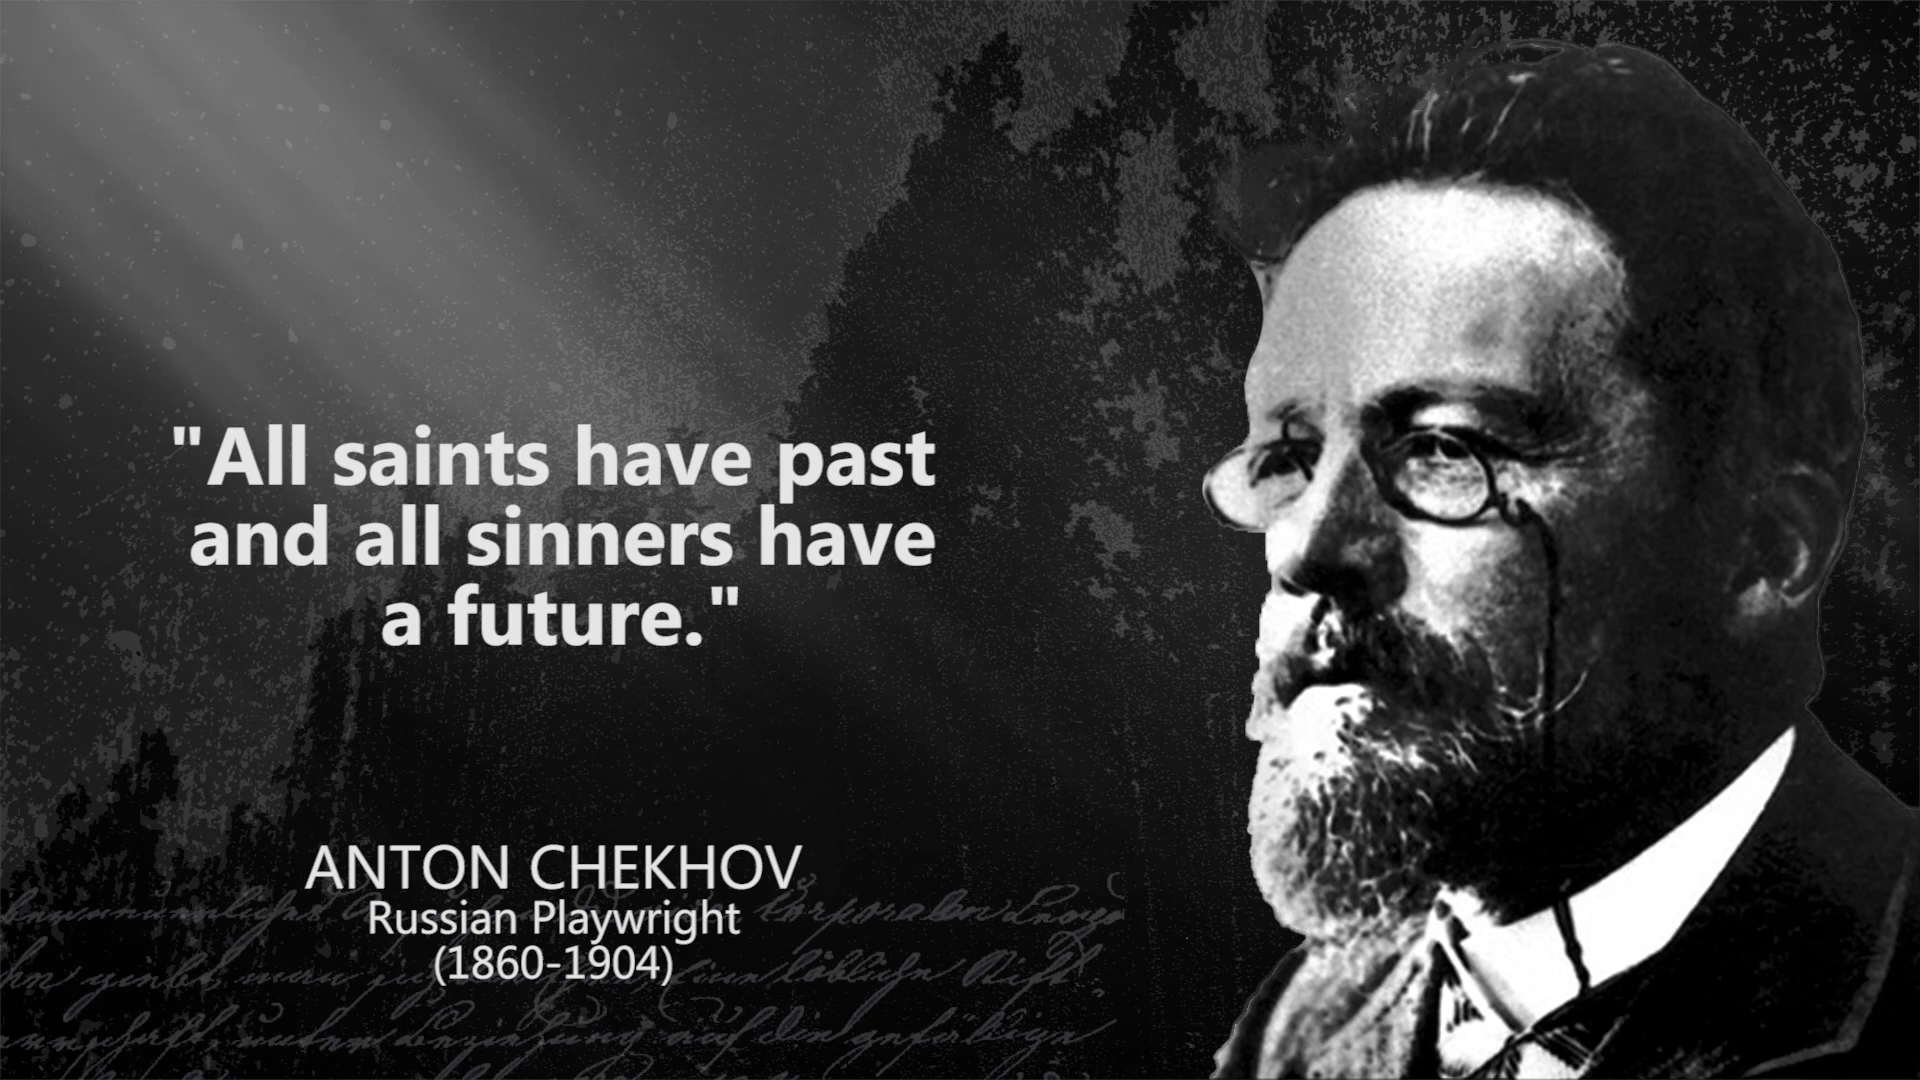 "All saints have past
and all sinners have
a future."
ANTON CHEKHOV
Russian Playwright
(1860-1904)